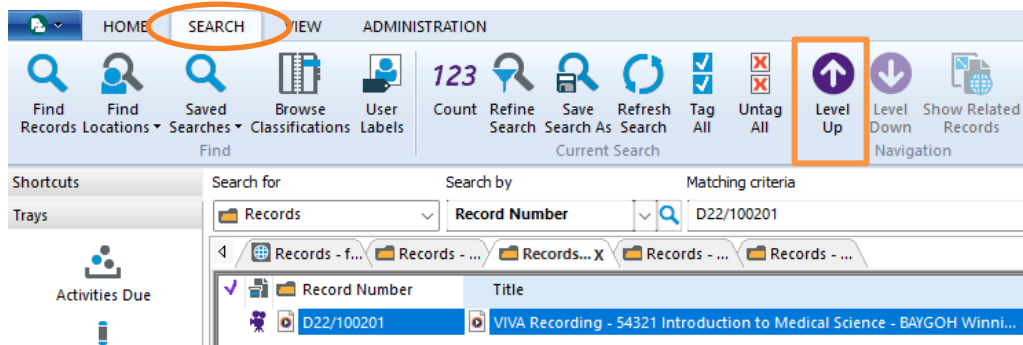 HOME SEARCH VIEW ADMINISTRATION
123
Find Find Saved Browse User Count Refine Save Refresh Tag Untag Level Level Show Related
Records Locations Searches Classifications Labels Search Search As Search All All Up Down Records
Find Current Search Navigation
Shortcuts Search for Search by Matching criteria
Trays Records Record Number D22/100201
Records - f... Records - ... Records... X Records - ... Records - ...
Activities Due Record Number Title
D22/100201 VIVA Recording - 54321 Introduction to Medical Science - BAYGOH Winni...